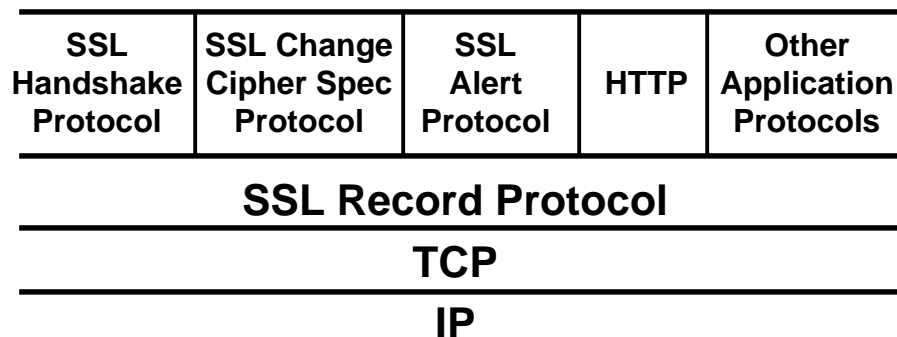 SSL
Handshake
Protocol
SSL Change
Cipher Spec
Protocol
SSL
Alert
Protocol
HTTP
Other
Application
Protocols
SSL Record Protocol
TCP
IP